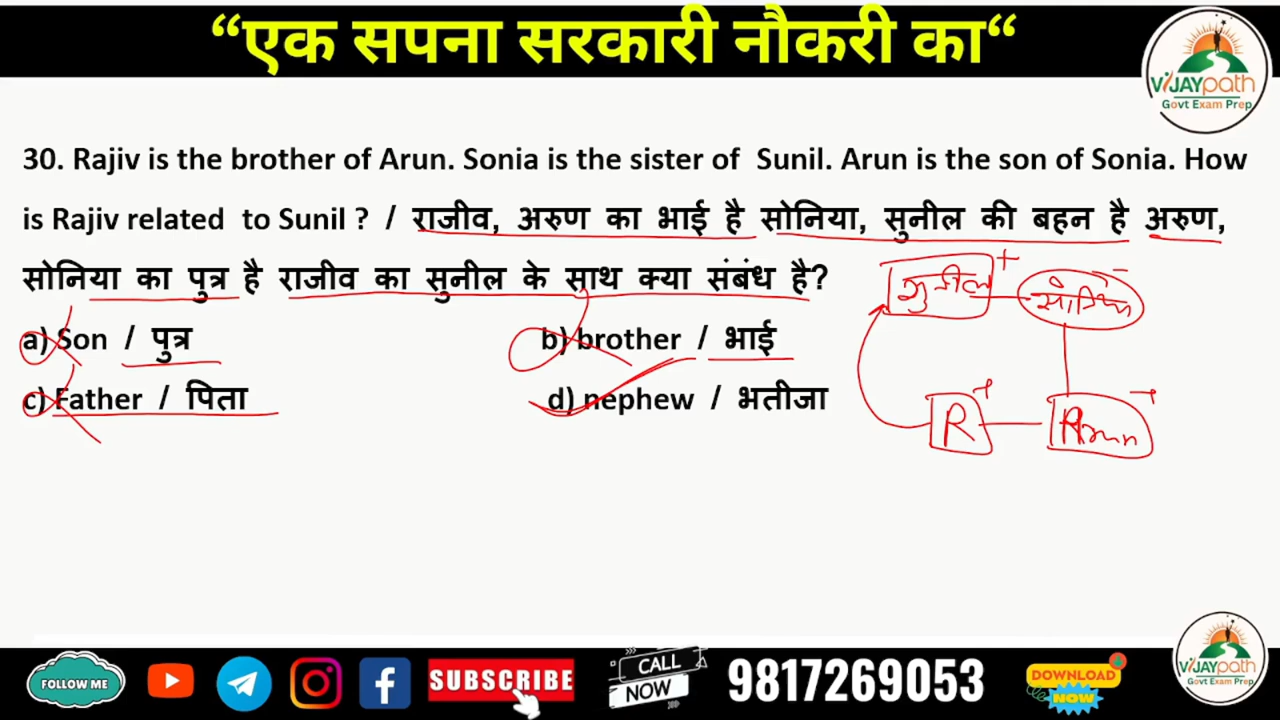 “एक सपना सरकारी नौकरी का“
VIJAYpath
Govt Exam Prep
30. Rajiv is the brother of Arun. Sonia is the sister of Sunil. Arun is the son of Sonia. How
is Rajiv related to Sunil ? / राजीव, अरुण का भाई है सोनिया, सुनील की बहन है अरुण,
सोनिया का पुत्र है राजीव का सुनील के साथ क्या संबंध है?
सुनील + सोनिया -
a) Son / पुत्र
b) brother / भाई
c) Father / पिता
d) nephew / भतीजा
R + +
FOLLOW ME
SUBSCRIBE
CALL
NOW
9817269053
DOWNLOAD
NOW
VIJAYpath
Govt Exam Prep